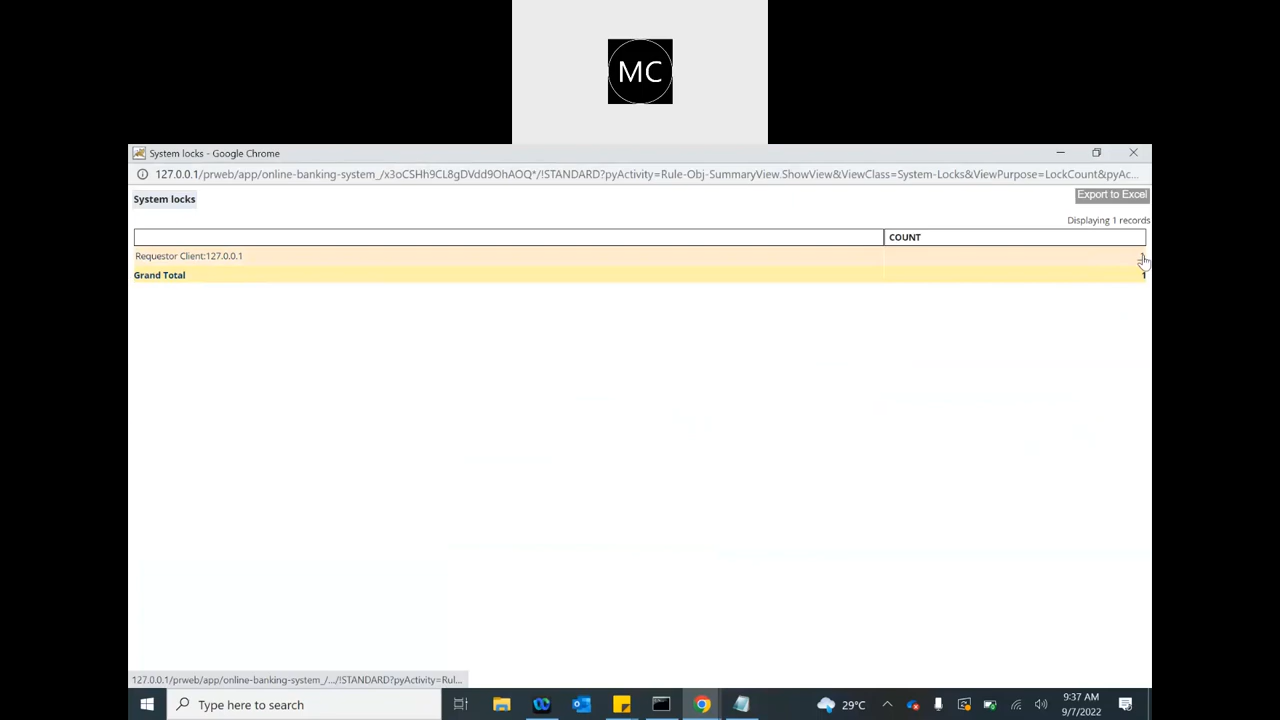 MC
System locks - Google Chrome
127.0.0.1/prweb/app/online-banking-system_/x3oCSHh9CL8gDVdd9OhAOQ*/!STANDARD?pyActivity=Rule-Obj-SummaryView.ShowView&ViewClass=System-Locks&ViewPurpose=LockCount&pyAc...
System locks
Export to Excel
Displaying 1 records
COUNT
Requestor Client:127.0.0.1
Grand Total 1
127.0.0.1/prweb/app/online-banking-system_/.../!STANDARD?pyActivity=Rul...
Type here to search
29°C
9:37 AM
9/7/2022